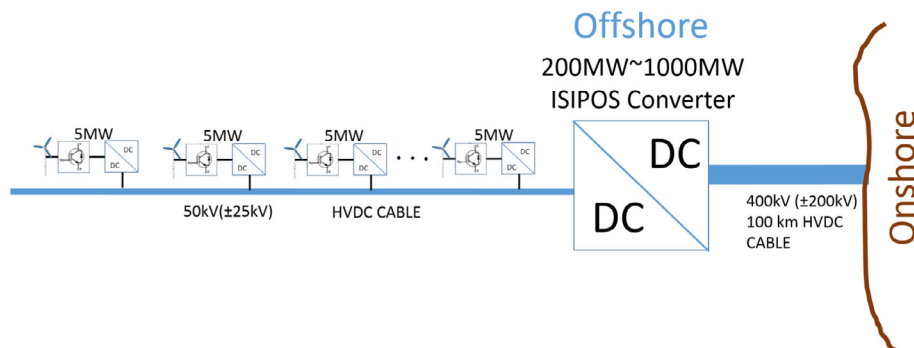 Offshore
200MW~1000MW
ISIPOS Converter
5MW
5MW
5MW
5MW
DC
DC
DC
DC
DC
DC
DC
DC
DC
DC
. . .
50kV(±25kV)
HVDC CABLE
400kV (±200kV)
100 km HVDC
CABLE
Onshore